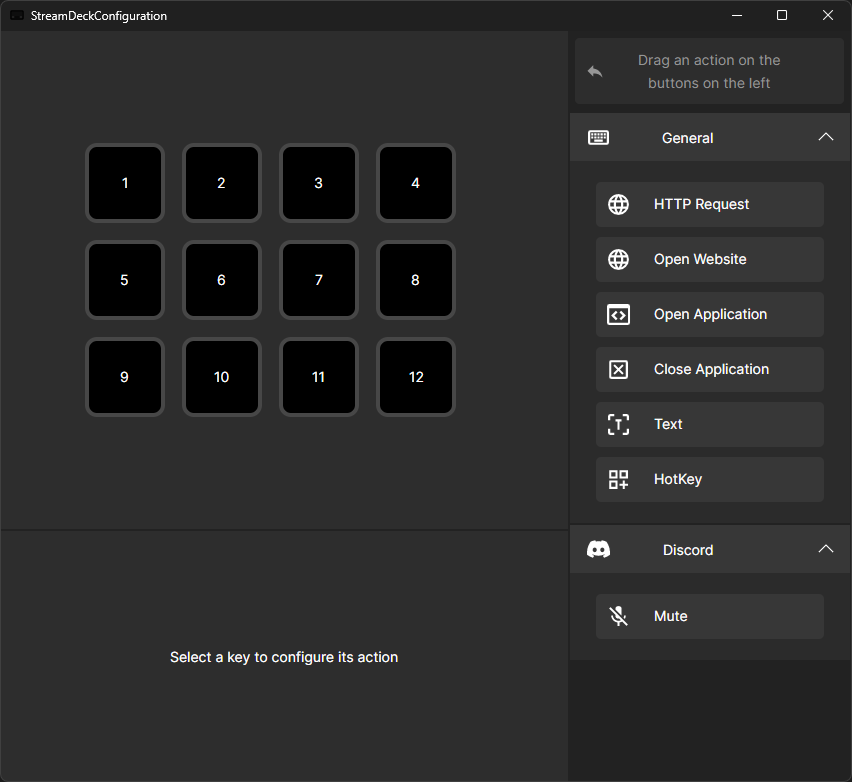 StreamDeckConfiguration
1
2
3
4
5
6
7
8
9
10
11
12
Select a key to configure its action
Drag an action on the
buttons on the left
General
HTTP Request
Open Website
Open Application
Close Application
Text
HotKey
Discord
Mute